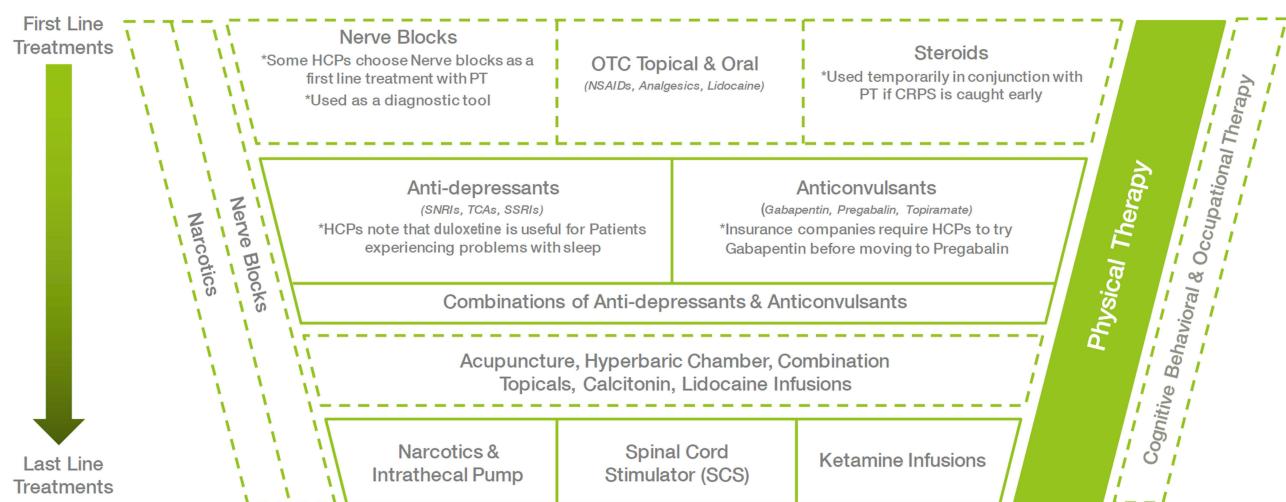 First Line
Treatments
Last Line
Treatments
Narcotics
Nerve Blocks
Nerve Blocks
*Some HCPs choose Nerve blocks as a
first line treatment with PT
*Used as a diagnostic tool
OTC Topical & Oral
(NSAIDs, Analgesics, Lidocaine)
Steroids
*Used temporarily in conjunction with
PT if CRPS is caught early
Anti-depressants
(SNRIs, TCAs, SSRIs)
*HCPs note that duloxetine is useful for Patients
experiencing problems with sleep
Anticonvulsants
(Gabapentin, Pregabalin, Topiramate)
*Insurance companies require HCPs to try
Gabapentin before moving to Pregabalin
Combinations of Anti-depressants & Anticonvulsants
Acupuncture, Hyperbaric Chamber, Combination
Topicals, Calcitonin, Lidocaine Infusions
Narcotics &
Intrathecal Pump
Spinal Cord
Stimulator (SCS)
Ketamine Infusions
Physical Therapy
Cognitive Behavioral & Occupational Therapy